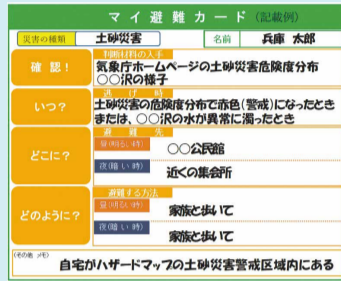 マイ避難カード(記載例)
災害の種類 土砂災害 名前 兵庫 太郎
確認！
判断材料の入手
気象庁ホームページの土砂災害危険度分布
○○沢の様子
いつ？
逃げ時
土砂災害の危険度分布で赤色(警戒)になったとき
または、○○沢の水が異常に濁ったとき
どこに？
避難先
昼(明るい時) ○○公民館
夜(暗い時) 近くの集会所
どのように？
避難する方法
昼(明るい時) 家族と歩いて
夜(暗い時) 家族と歩いて
(その他 メモ)
自宅がハザードマップの土砂災害警戒区域内にある